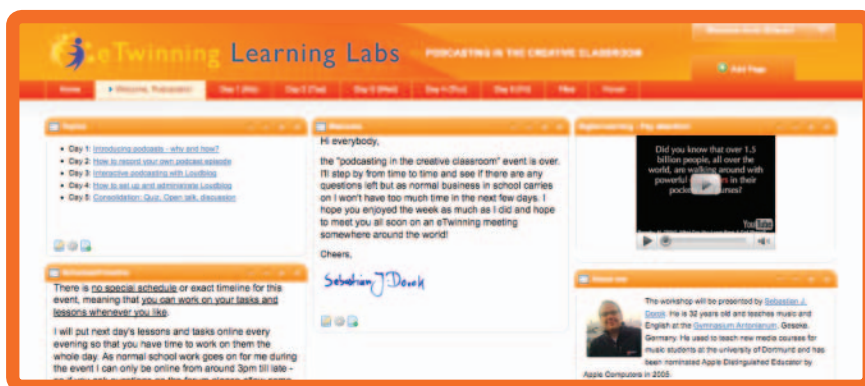 eTwinning Learning Labs
PODCASTING IN THE CREATIVE CLASSROOM
Add Page
Home
Day 1 (Mo)
Day 2 (Tue)
Day 3 (Wed)
Day 4 (Thu)
Day 5 (Fri)
Topics
• Day 1: Introducing podcasts - why and how?
• Day 2: How to record your own podcast episode
• Day 3: Interactive podcasting with Loudblog
• Day 4: How to set up and administrate Loudblog
• Day 5: Consolidation: Quiz, Open talk, discussion
There is no special schedule or exact timeline for this
event, meaning that you can work on your tasks and
lessons whenever you like.
I will put next day's lessons and tasks online every
evening so that you have time to work on them the
whole day. As normal school work goes on for me during
the event I can only be online from around 3pm till late -
Welcome
Hi everybody,
the "podcasting in the creative classroom" event is over.
I'll step by from time to time and see if there are any
questions left but as normal business in school carries
on I won't have too much time in the next few days. I
hope you enjoyed the week as much as I did and hope
to meet you all soon on an eTwinning meeting
somewhere around the world!
Cheers,
Sebastian J. Dorok
Did you know that over 1.5
billion people, all over the
world, are walking around with
powerful in their
YouTube
About me
The workshop will be presented by Sebastian J.
Dorok. He is 32 years old and teaches music and
English at the Gymnasium Antonianum, Geseke,
Germany. He used to teach new media courses for
music students at the university of Dortmund and has
been nominated Apple Distinguished Educator by
Apple Computers in 2005.